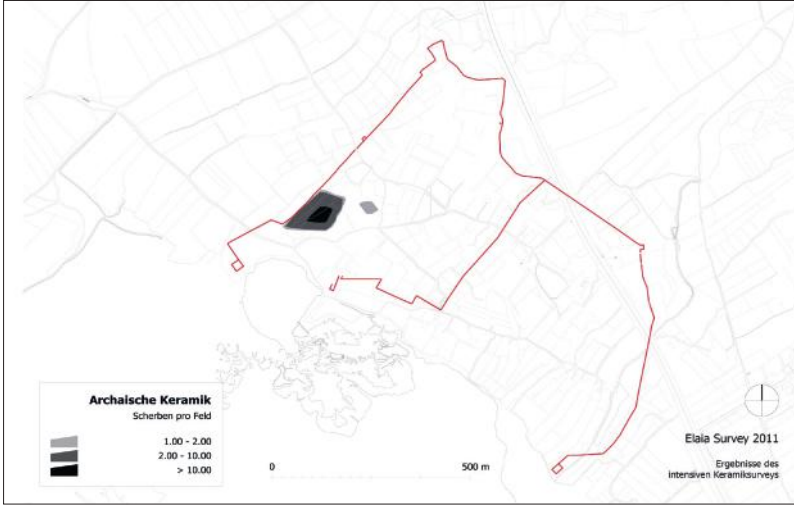 Archaische Keramik
Scherben pro Feld
1.00 - 2.00
2.00 - 10.00
> 10.00
0 500 m
Elaia Survey 2011
Ergebnisse des
intensiven Keramiksurveys